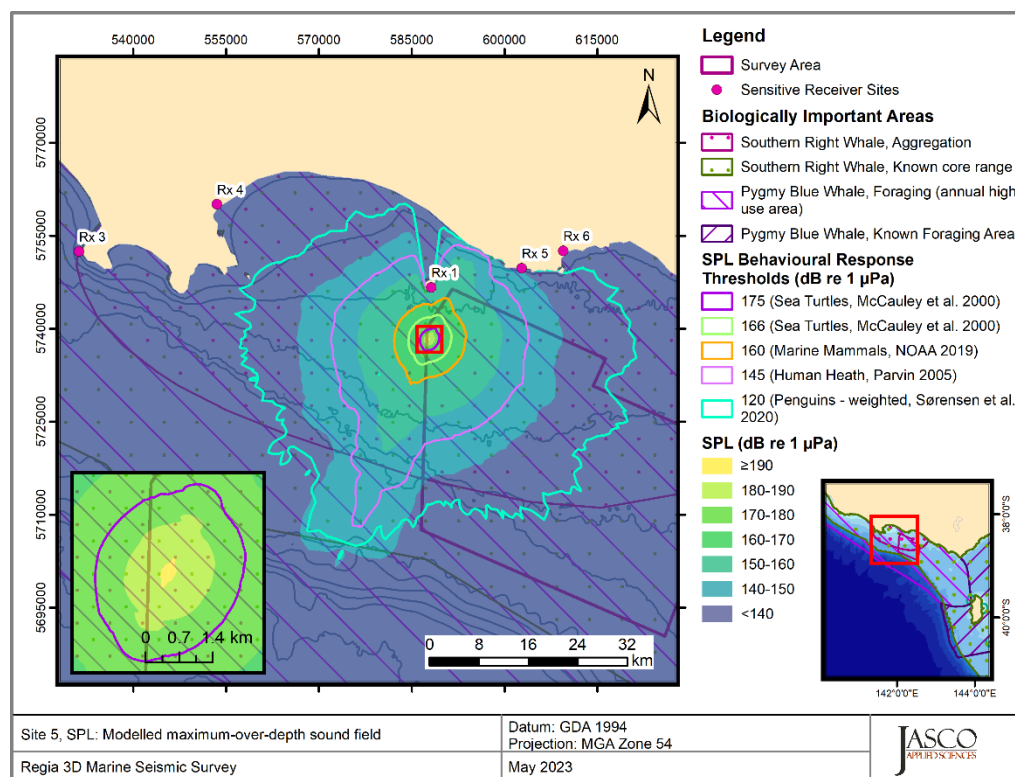 540000 555000 570000 585000 600000 615000
5770000
5755000
5740000
5725000
5710000
5695000
N
Rx 4
Rx 3
Rx 6
Rx 5
Rx 1
0 0.7 1.4 km
0 8 16 24 32
km
Legend
Survey Area
Sensitive Receiver Sites
Biologically Important Areas
Southern Right Whale, Aggregation
Southern Right Whale, Known core range
Pygmy Blue Whale, Foraging (annual high
use area)
Pygmy Blue Whale, Known Foraging Area
SPL Behavioural Response
Thresholds (dB re 1 µPa)
175 (Sea Turtles, McCauley et al. 2000)
166 (Sea Turtles, McCauley et al. 2000)
160 (Marine Mammals, NOAA 2019)
145 (Human Heath, Parvin 2005)
120 (Penguins - weighted, Sørensen et al.
2020)
SPL (dB re 1 µPa)
≥190
180-190
170-180
160-170
150-160
140-150
<140
38°0'0"S
40°0'0"S
142°0'0"E 144°0'0"E
Site 5, SPL: Modelled maximum-over-depth sound field
Regia 3D Marine Seismic Survey
Datum: GDA 1994
Projection: MGA Zone 54
May 2023
JASCO
APPLIED SCIENCES